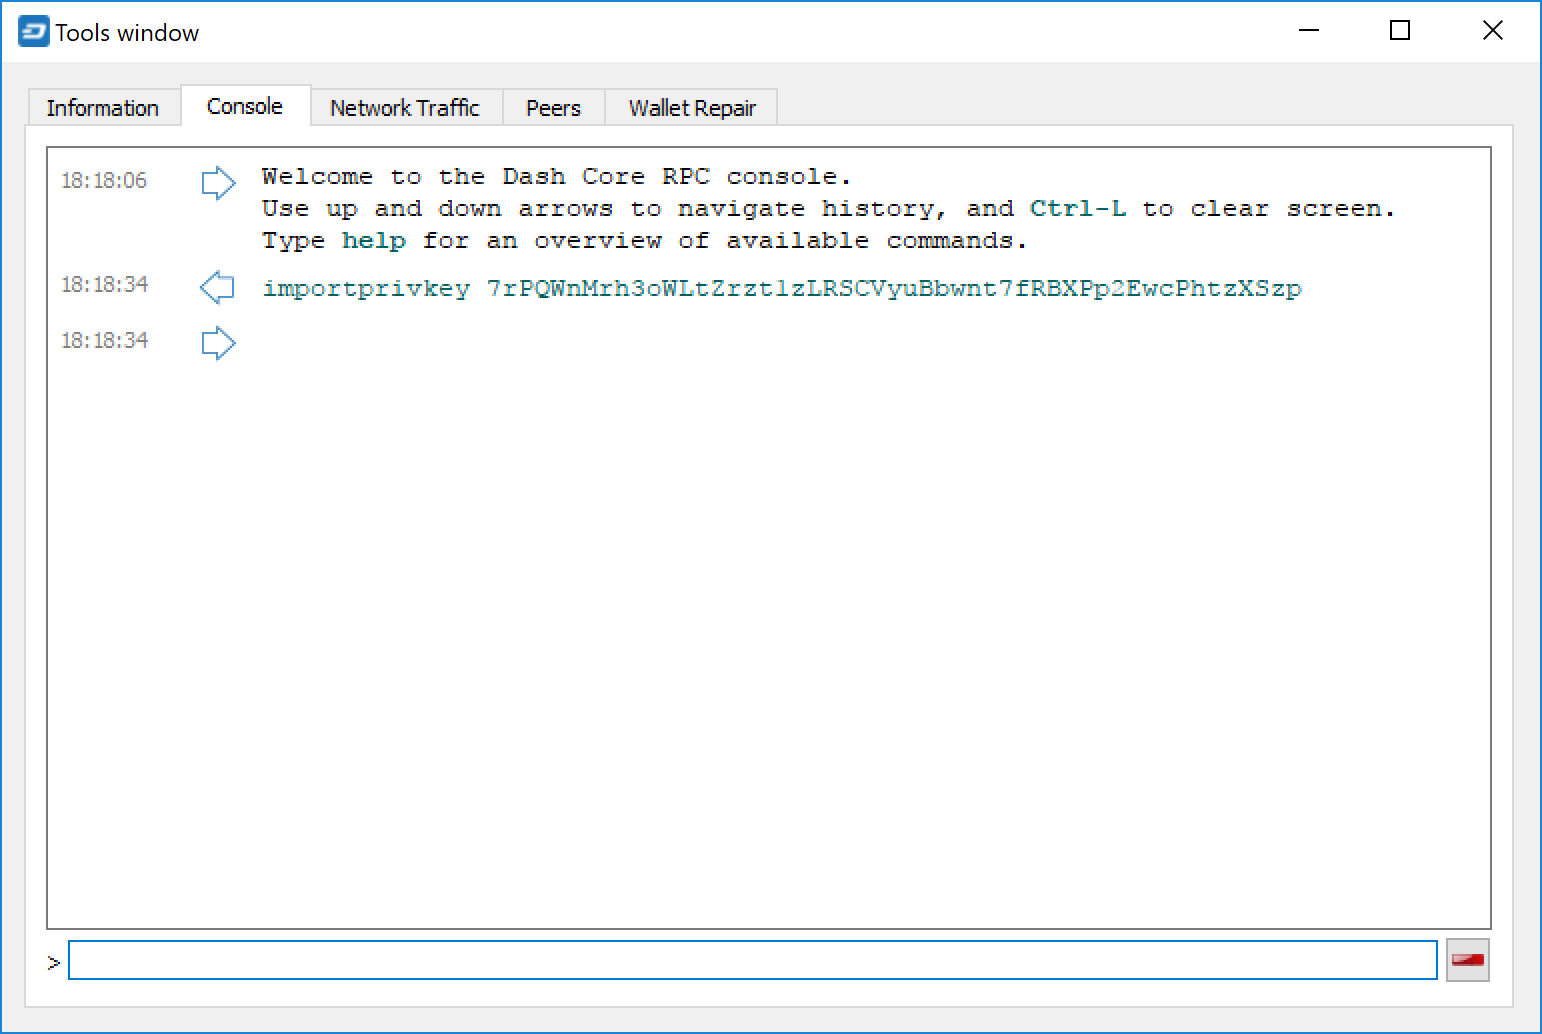 Tools window
Information Console Network Traffic Peers Wallet Repair
18:18:06 Welcome to the Dash Core RPC console.
Use up and down arrows to navigate history, and Ctrl-L to clear screen.
Type help for an overview of available commands.
18:18:34 importprivkey 7rPQWnMrh3oWLtZrzt1zLRSCVyuBbwnt7fRBXPp2EwcPhtzXSzp
18:18:34
>